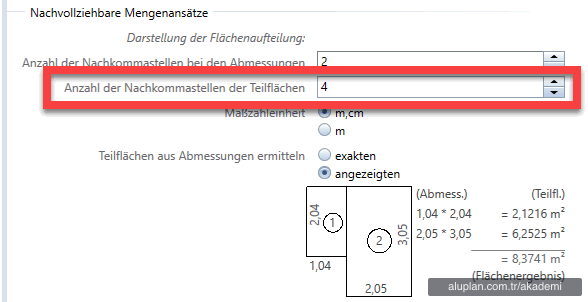 Nachvollziehbare Mengenansätze
Darstellung der Flächenaufteilung:
Anzahl der Nachkommastellen bei den Abmessungen 2
Anzahl der Nachkommastellen der Teilflächen 4
Maßzahleinheit m,cm
m
Teilflächen aus Abmessungen ermitteln exakten
angezeigten
(Abmess.) (Teilfl.)
2,04 1 2 3,05 1,04 * 2,04 = 2,1216 m²
2,05 * 3,05 = 6,2525 m²
1,04 = 8,3741 m²
2,05 (Flächenergebnis)
aluplan.com.tr/akademi